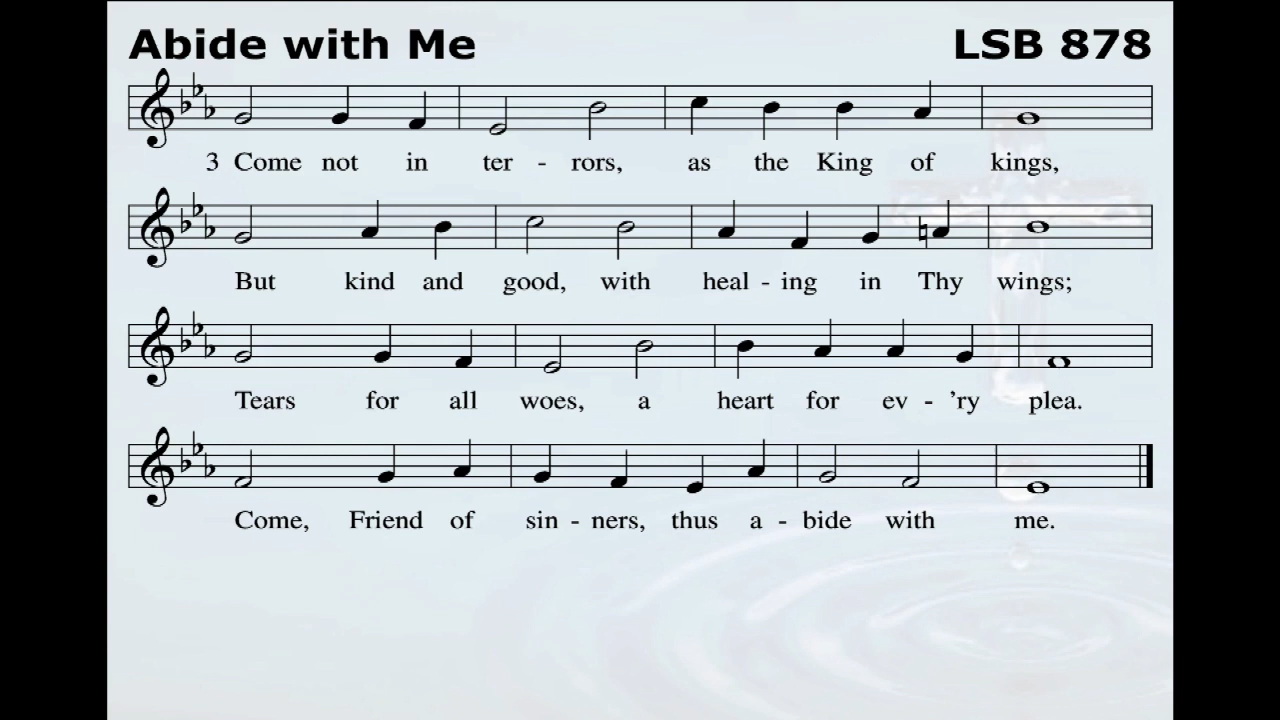 Abide with Me LSB 878
3 Come not in ter - rors, as the King of kings,
But kind and good, with heal - ing in Thy wings;
Tears for all woes, a heart for ev - ’ry plea.
Come, Friend of sin - ners, thus a - bide with me.